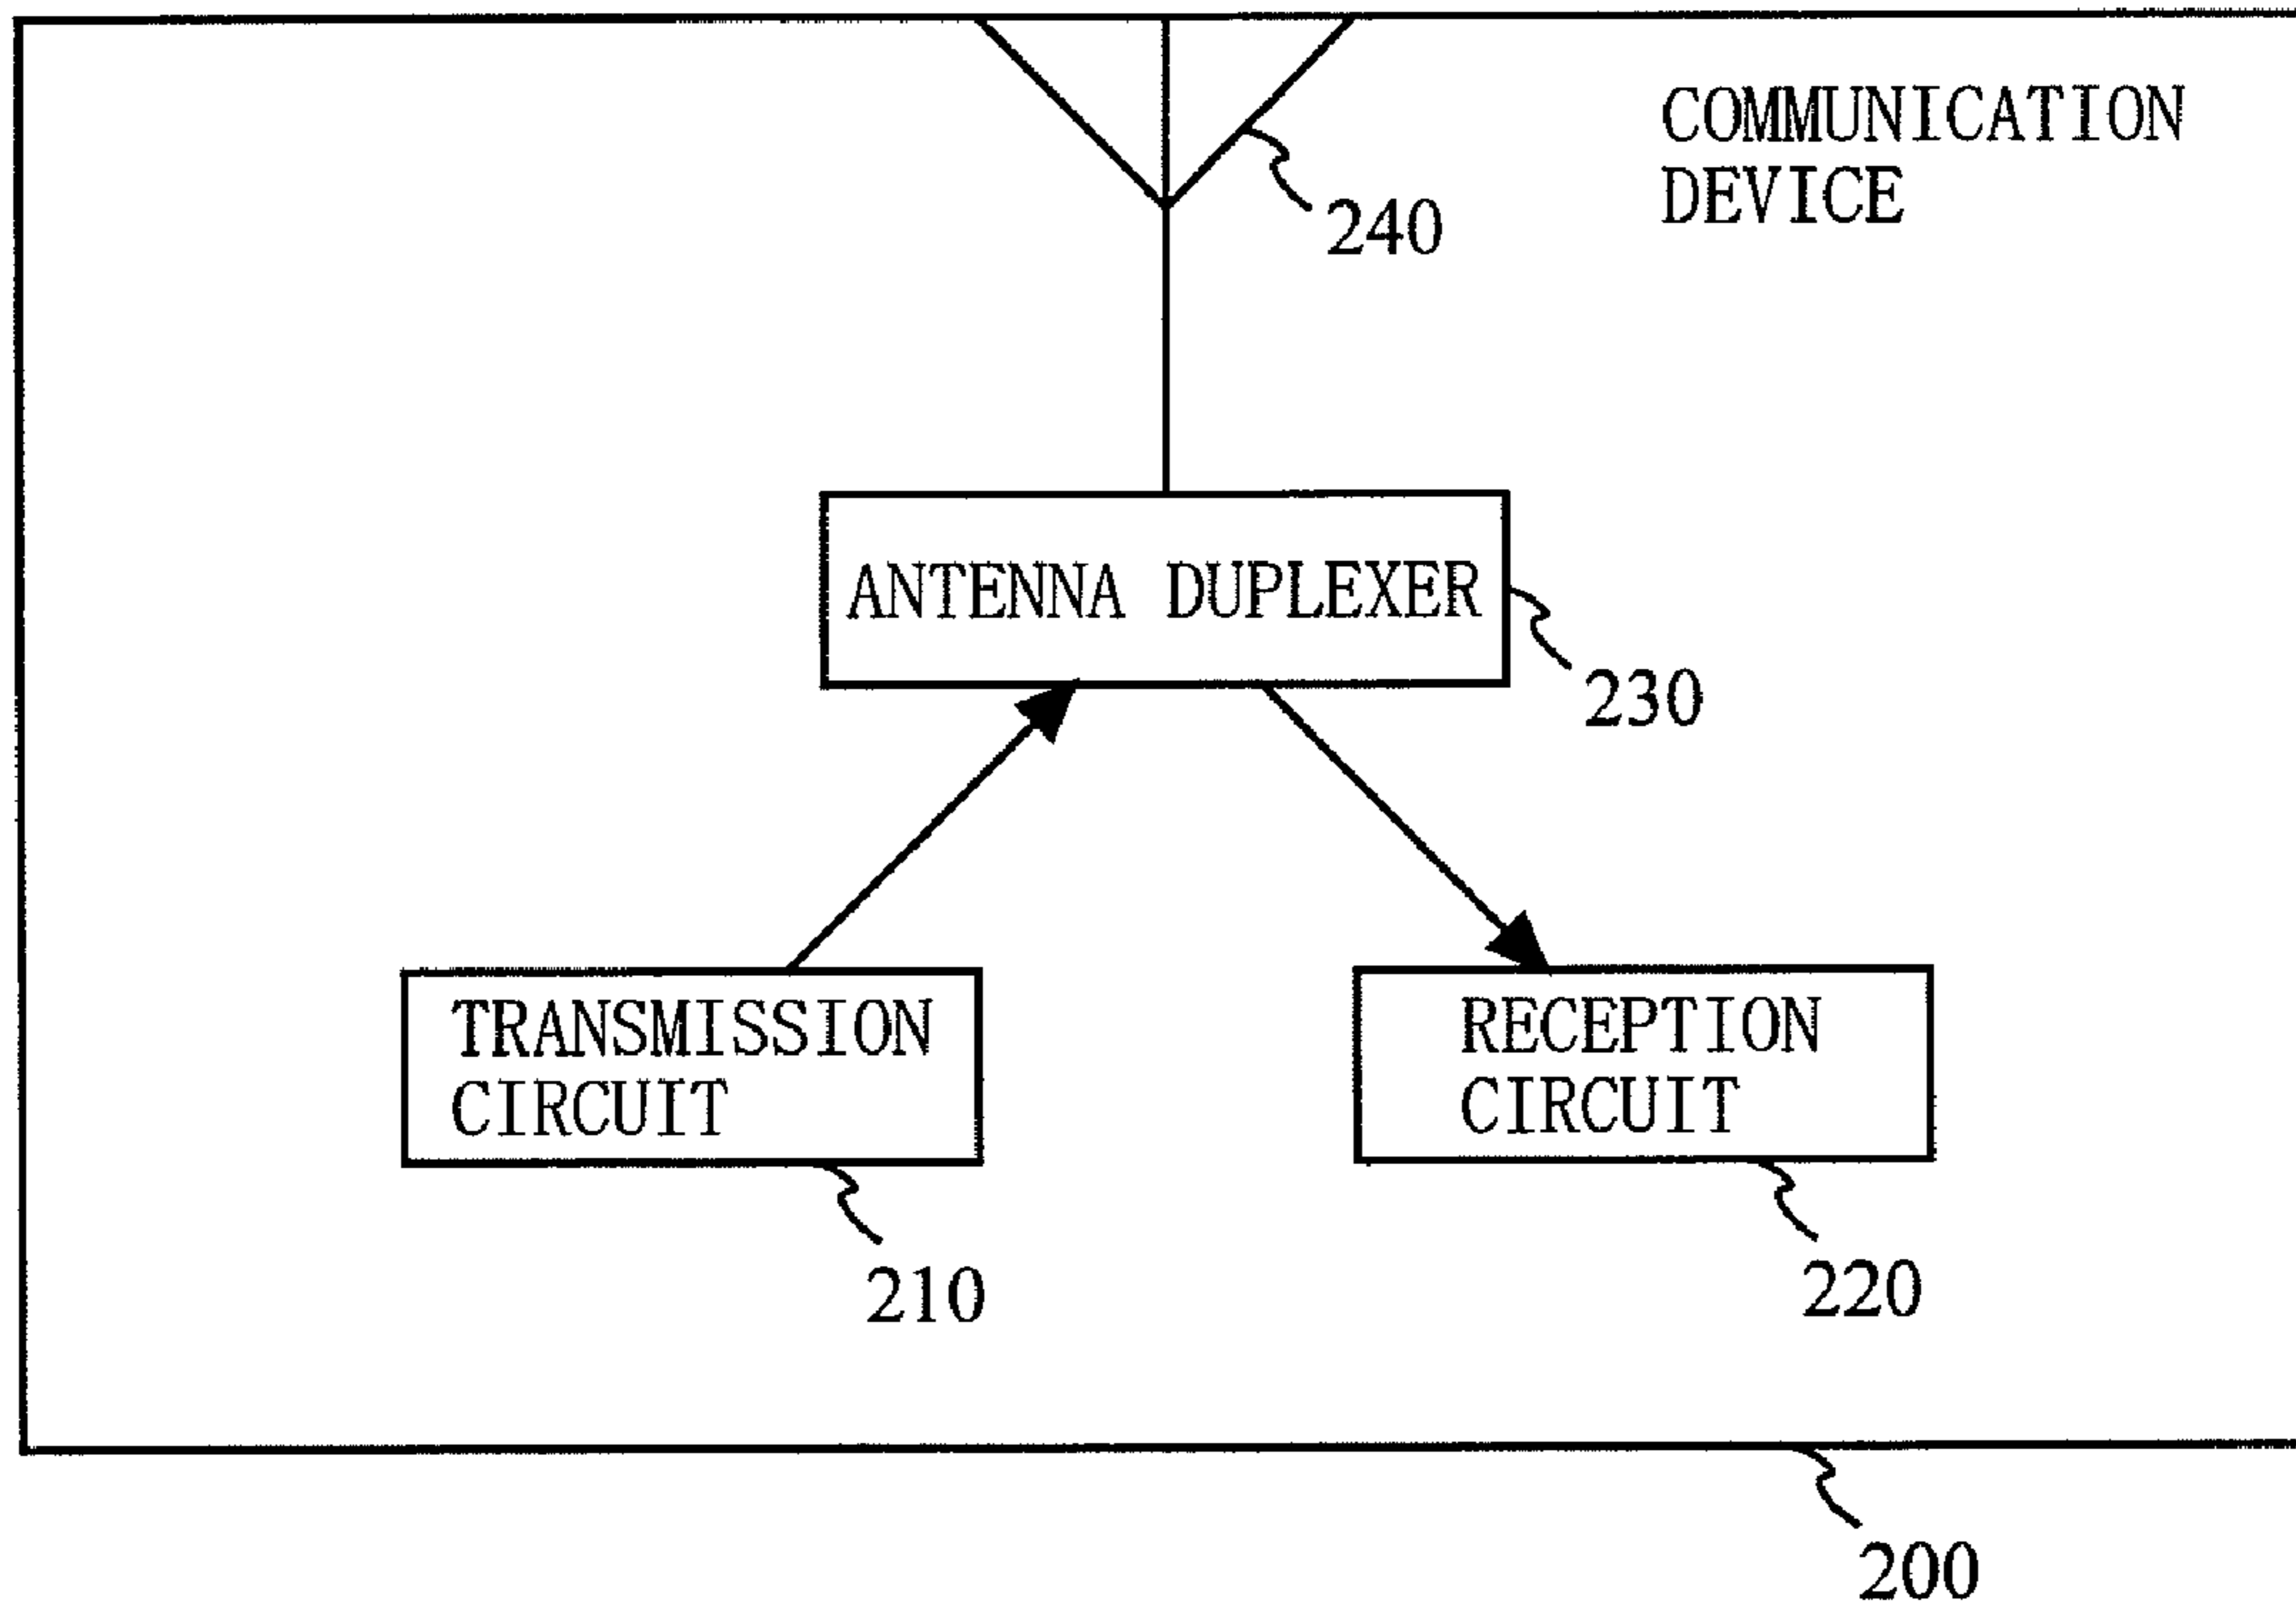 COMMUNICATION
DEVICE
240
ANTENNA DUPLEXER
230
TRANSMISSION
CIRCUIT
RECEPTION
CIRCUIT
210
220
200